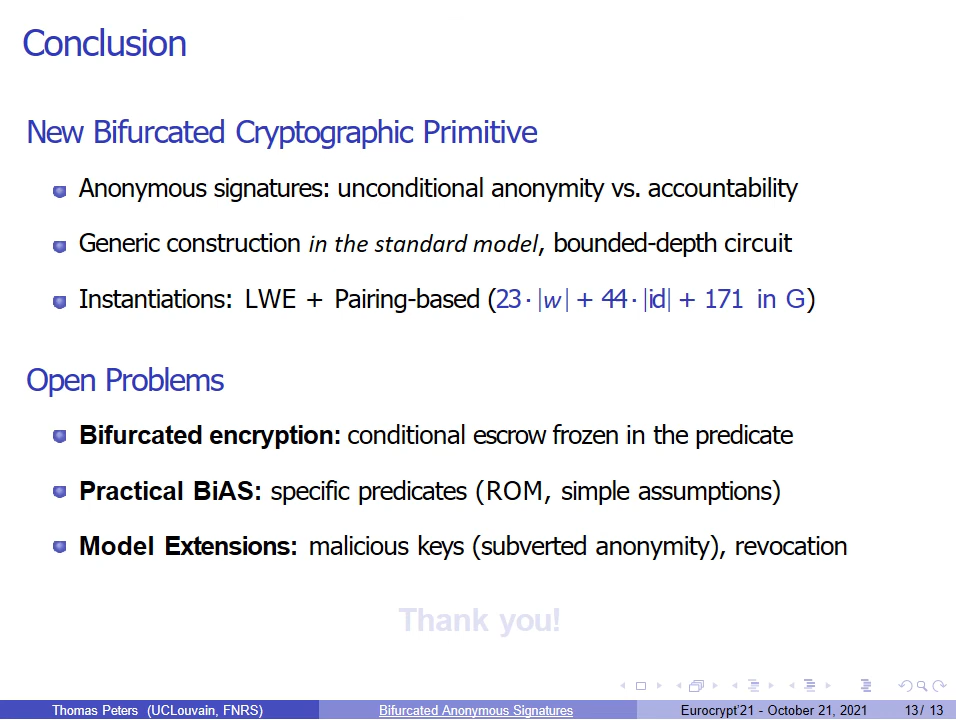 Conclusion
New Bifurcated Cryptographic Primitive
Anonymous signatures: unconditional anonymity vs. accountability
Generic construction in the standard model, bounded-depth circuit
Instantiations: LWE + Pairing-based (23 · |w| + 44 · |id| + 171 in G)
Open Problems
Bifurcated encryption: conditional escrow frozen in the predicate
Practical BiAS: specific predicates (ROM, simple assumptions)
Model Extensions: malicious keys (subverted anonymity), revocation
Thank you!
Thomas Peters (UCLouvain, FNRS) Bifurcated Anonymous Signatures Eurocrypt'21 - October 21, 2021 13 / 13